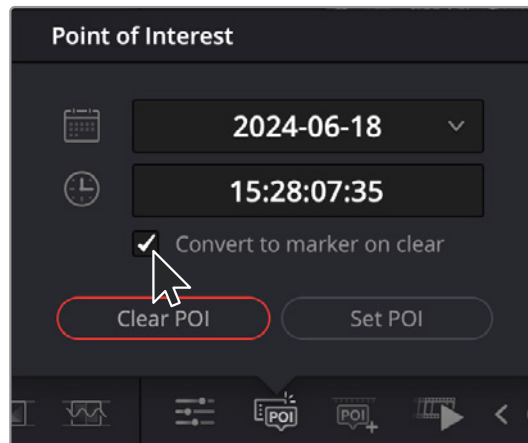 Point of Interest
2024-06-18
15:28:07:35
Convert to marker on clear
Clear POI
Set POI
POI
POI